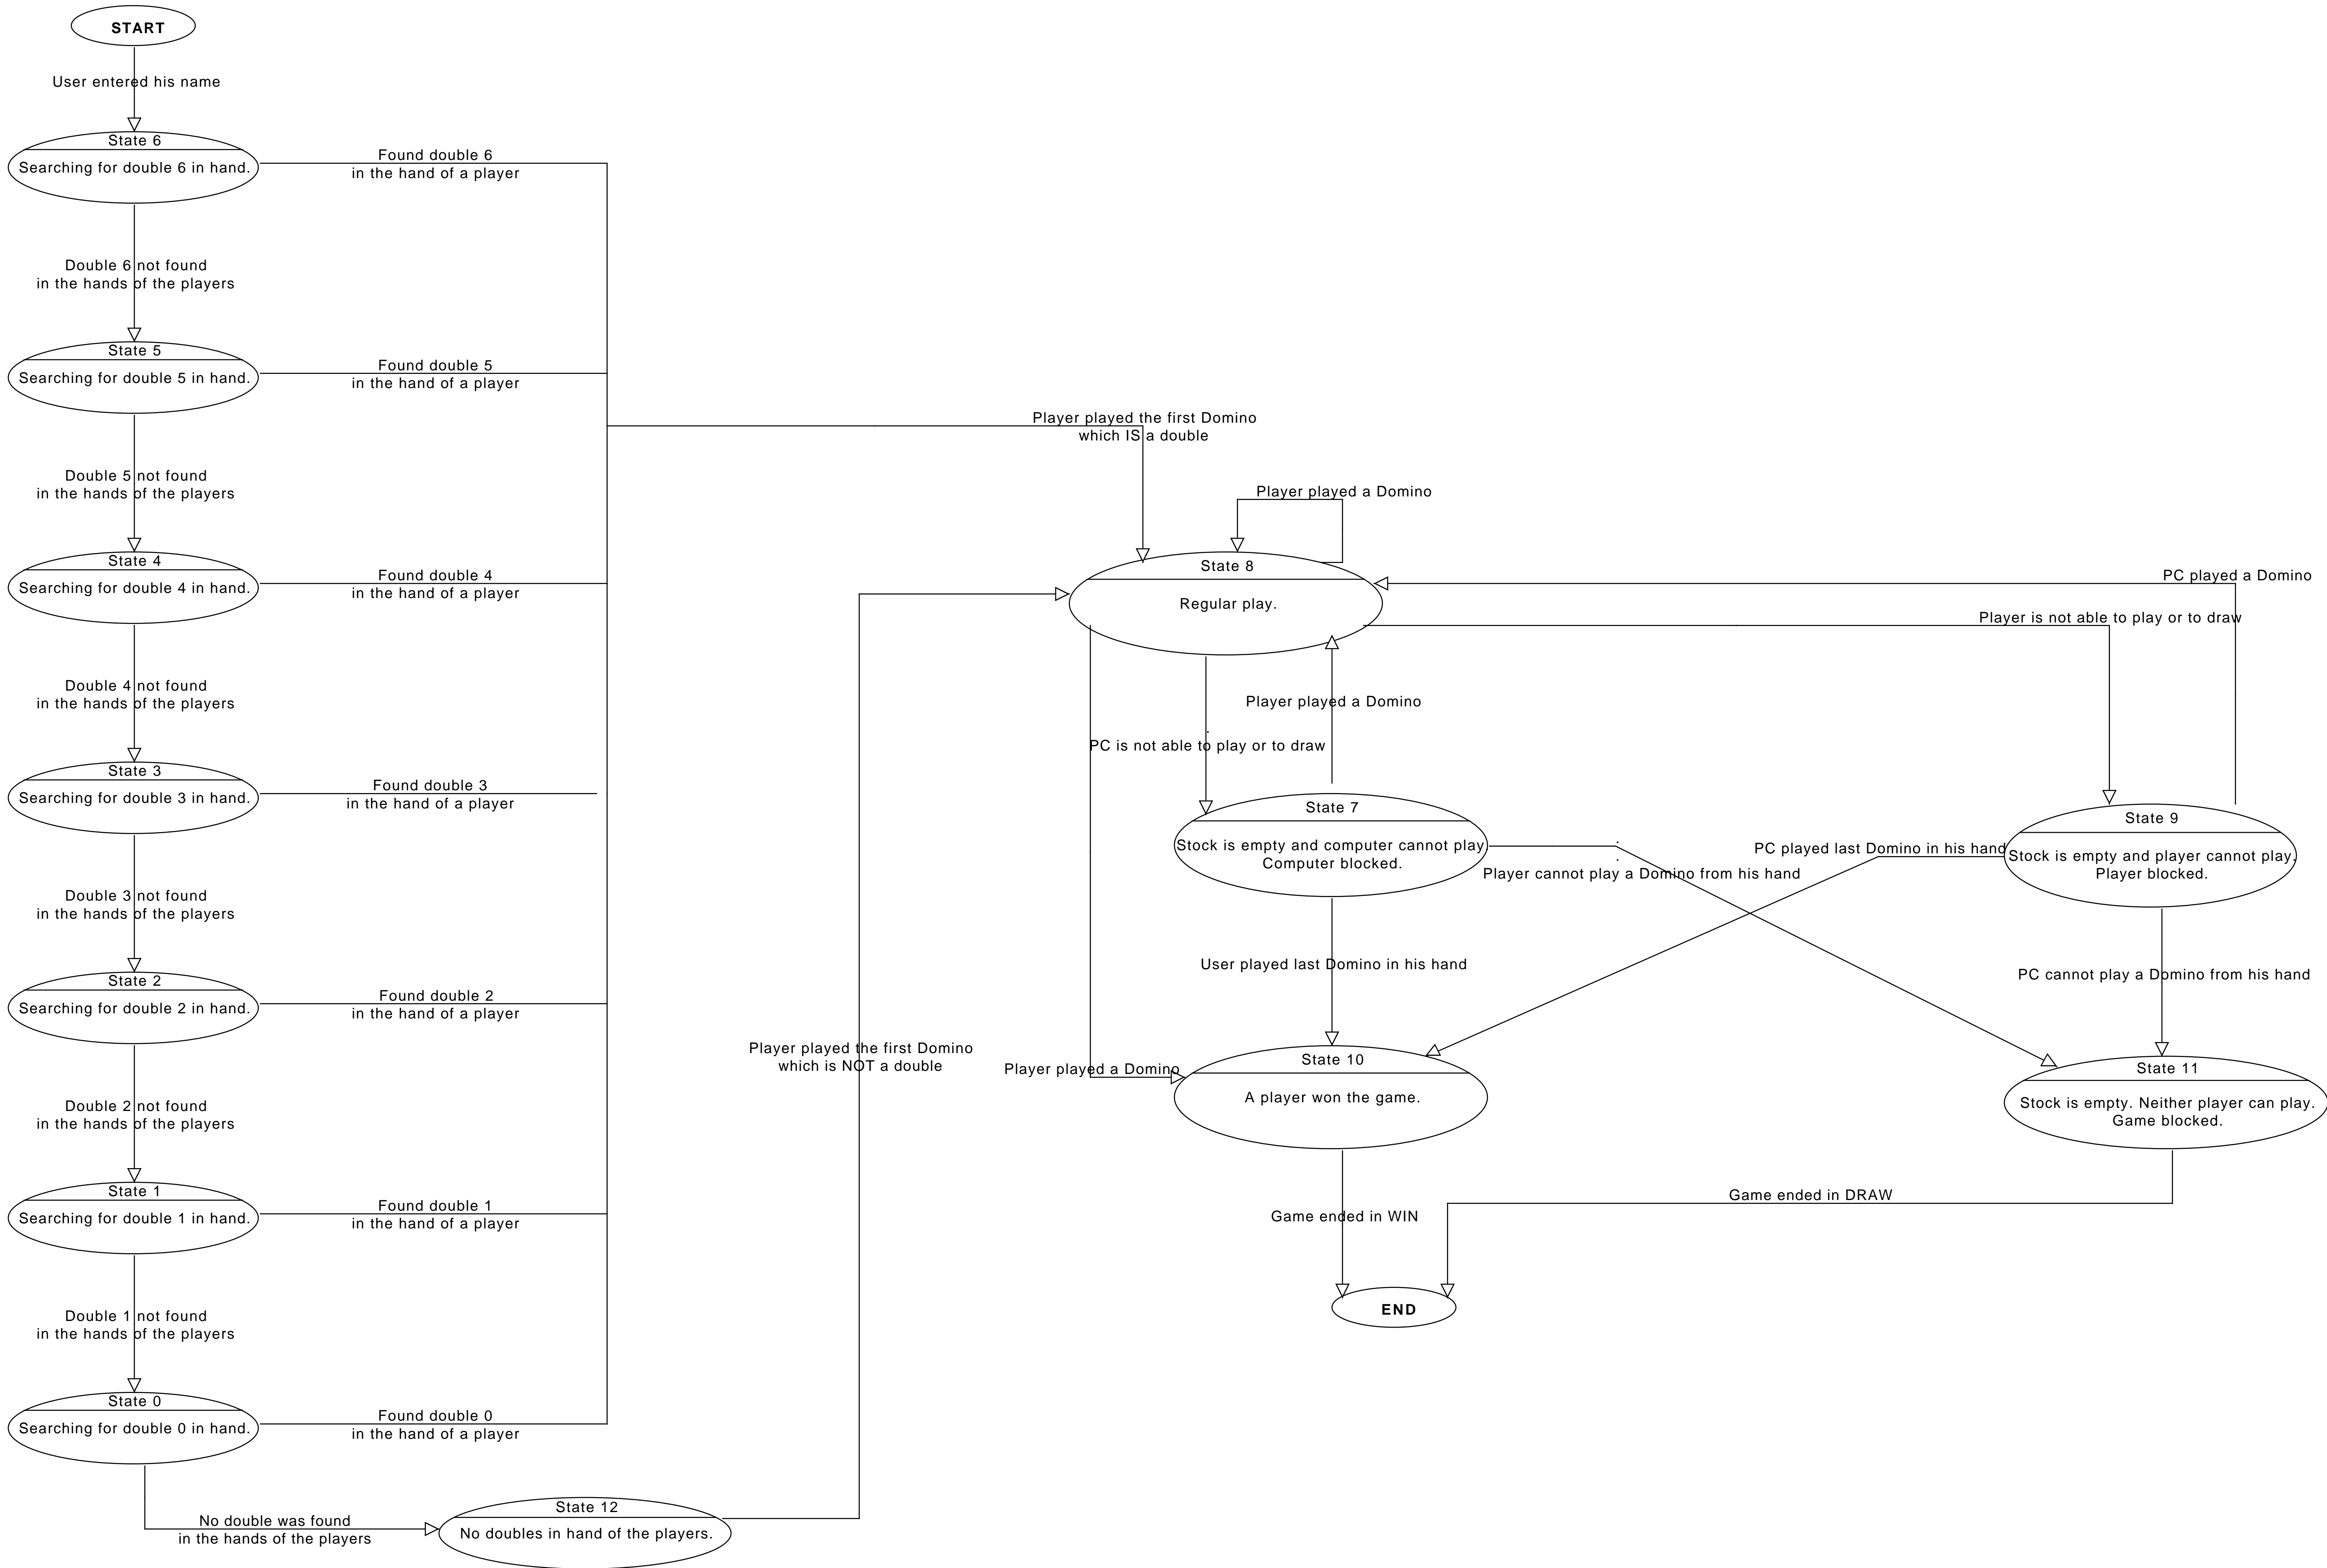 START
User entered his name
State 6
Searching for double 6 in hand.
Found double 6
in the hand of a player
Double 6 not found
in the hands of the players
State 5
Searching for double 5 in hand.
Found double 5
in the hand of a player
Double 5 not found
in the hands of the players
State 4
Searching for double 4 in hand.
Found double 4
in the hand of a player
Double 4 not found
in the hands of the players
State 3
Searching for double 3 in hand.
Found double 3
in the hand of a player
Double 3 not found
in the hands of the players
State 2
Searching for double 2 in hand.
Found double 2
in the hand of a player
Double 2 not found
in the hands of the players
State 1
Searching for double 1 in hand.
Found double 1
in the hand of a player
Double 1 not found
in the hands of the players
State 0
Searching for double 0 in hand.
Found double 0
in the hand of a player
No double was found
in the hands of the players
State 12
No doubles in hand of the players.
Player played the first Domino
which is NOT a double
Player played the first Domino
which IS a double
Player played a Domino
State 8
Regular play.
PC played a Domino
Player is not able to play or to draw
Player played a Domino
.
PC is not able to play or to draw
State 7
Stock is empty and computer cannot play.
Computer blocked.
.
.
Player cannot play a Domino from his hand
PC played last Domino in his hand
State 9
Stock is empty and player cannot play.
Player blocked.
User played last Domino in his hand
PC cannot play a Domino from his hand
Player played a Domino
State 10
A player won the game.
State 11
Stock is empty. Neither player can play.
Game blocked.
Game ended in WIN
Game ended in DRAW
END